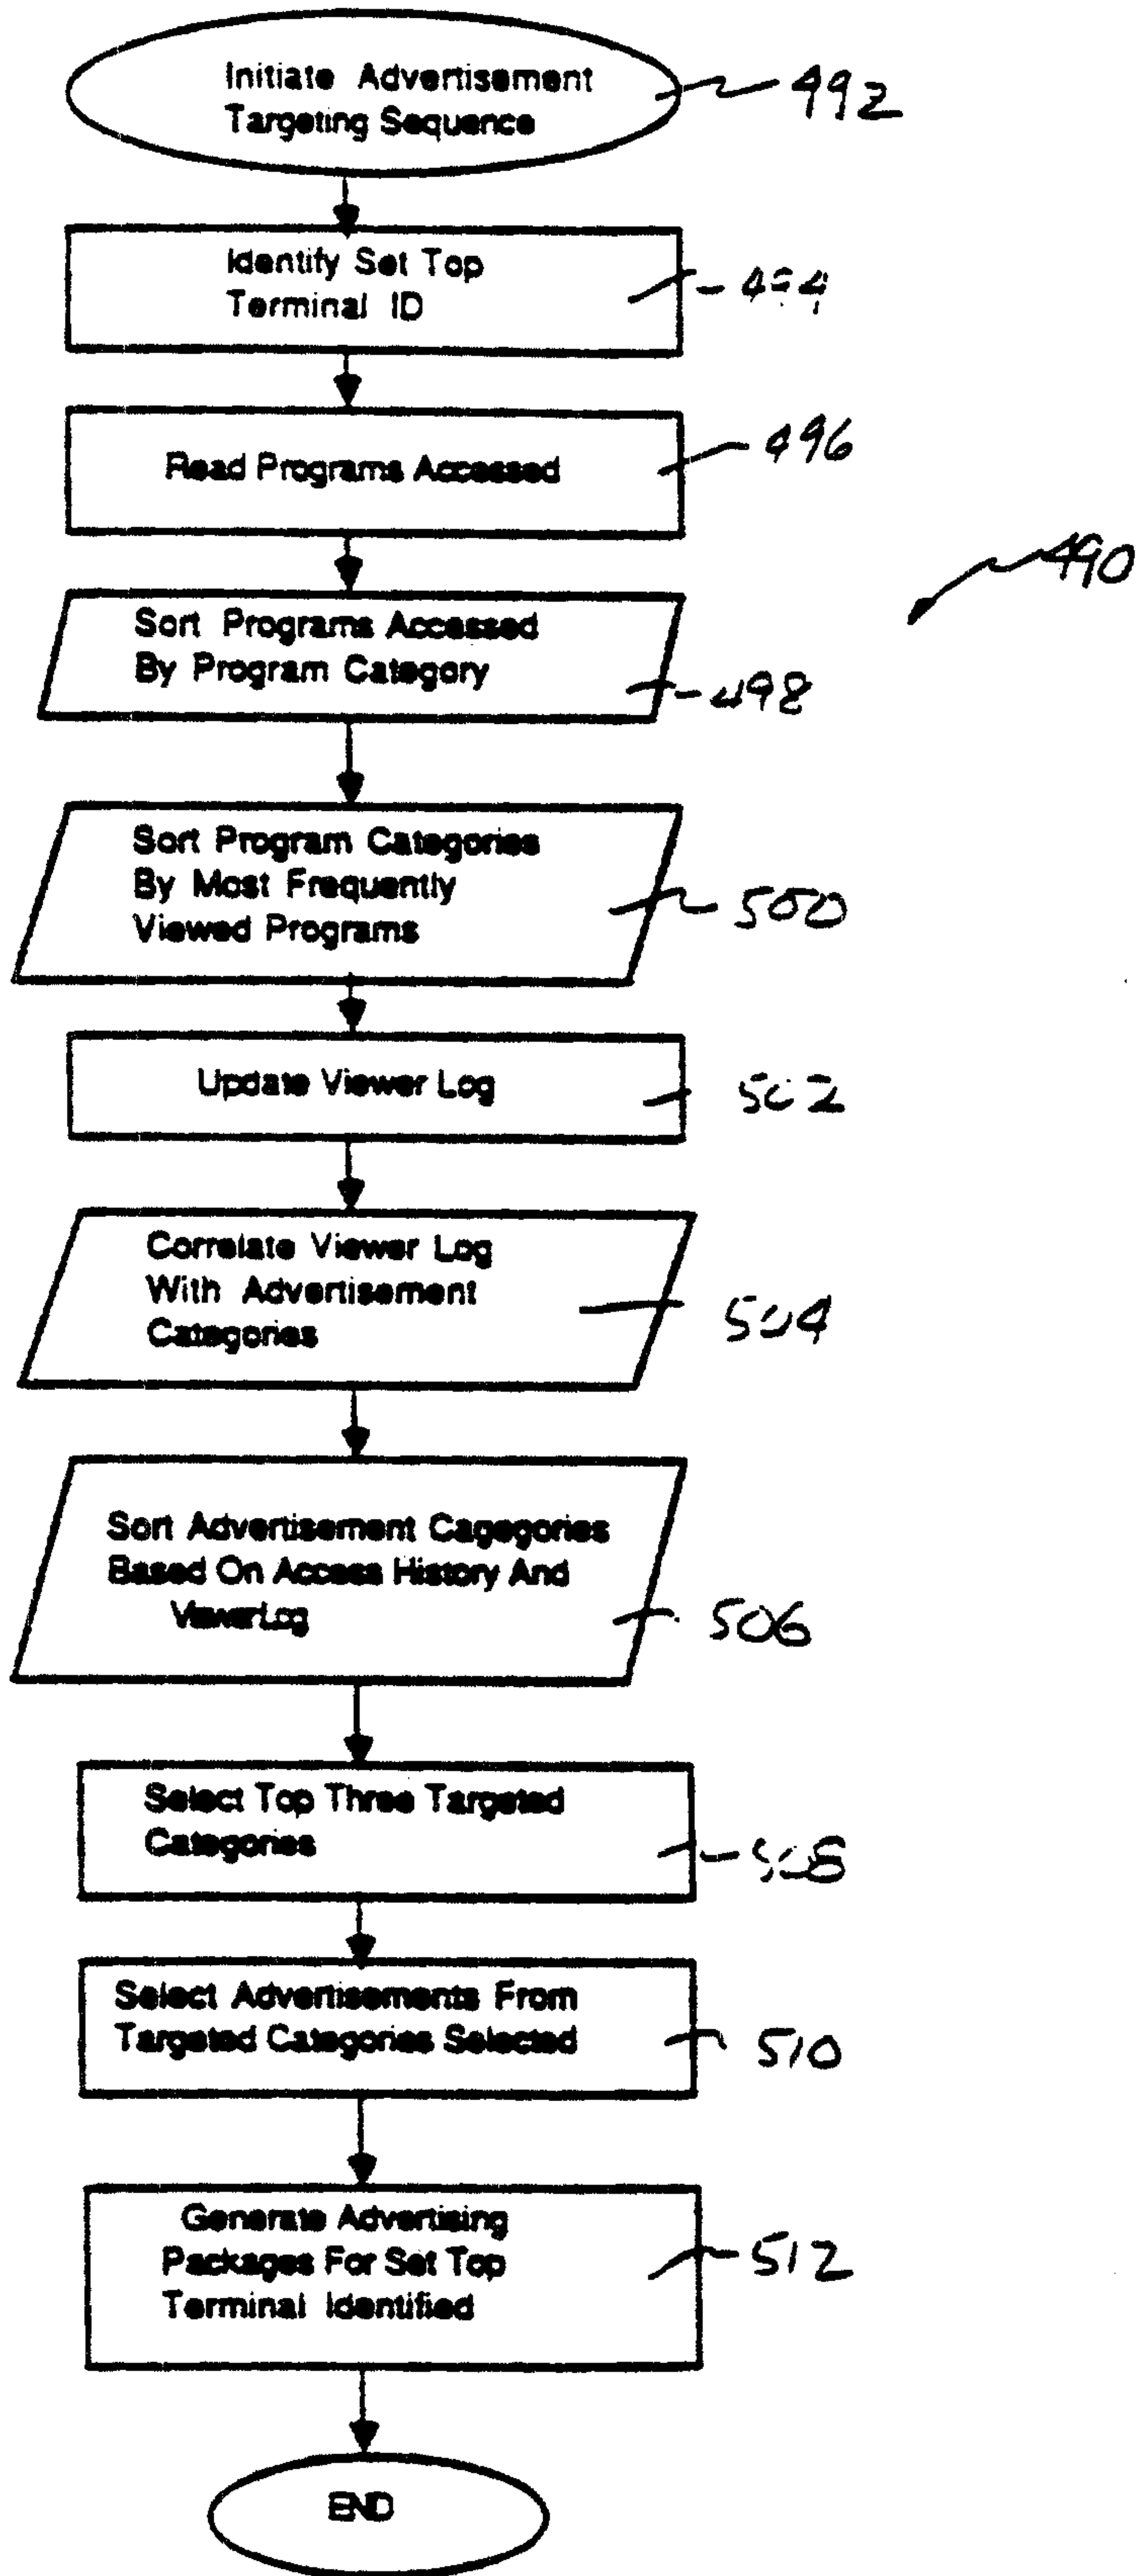 Initiate Advertisement
Targeting Sequence
492
Identify Set Top
Terminal ID
Read Programs Accessed
496
490
Sort Programs Accessed
By Program Category
498
Sort Program Categories
By Most Frequently
Viewed Programs
500
Update Viewer Log
502
Correlate Viewer Log
With Advertisement
Categories
504
Sort Advertisement Cagegories
Based On Access History And
ViewerLog
506
Select Top Three Targeted
Categories
Select Advertisements From
Targeted Categories Selected
510
Generate Advertising
Packages For Set Top
Terminal Identified
512
END